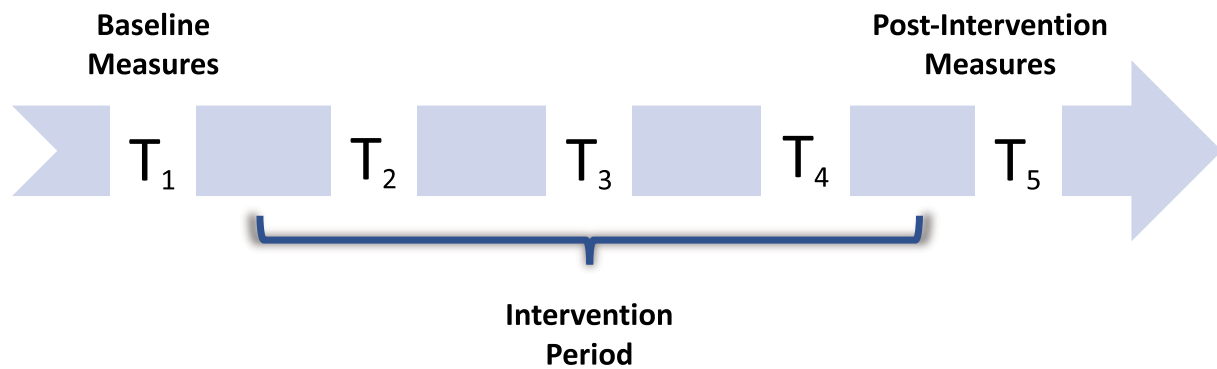 Baseline
Measures
Post-Intervention
Measures
T₁ T₂ T₃ T₄ T₅
Intervention
Period